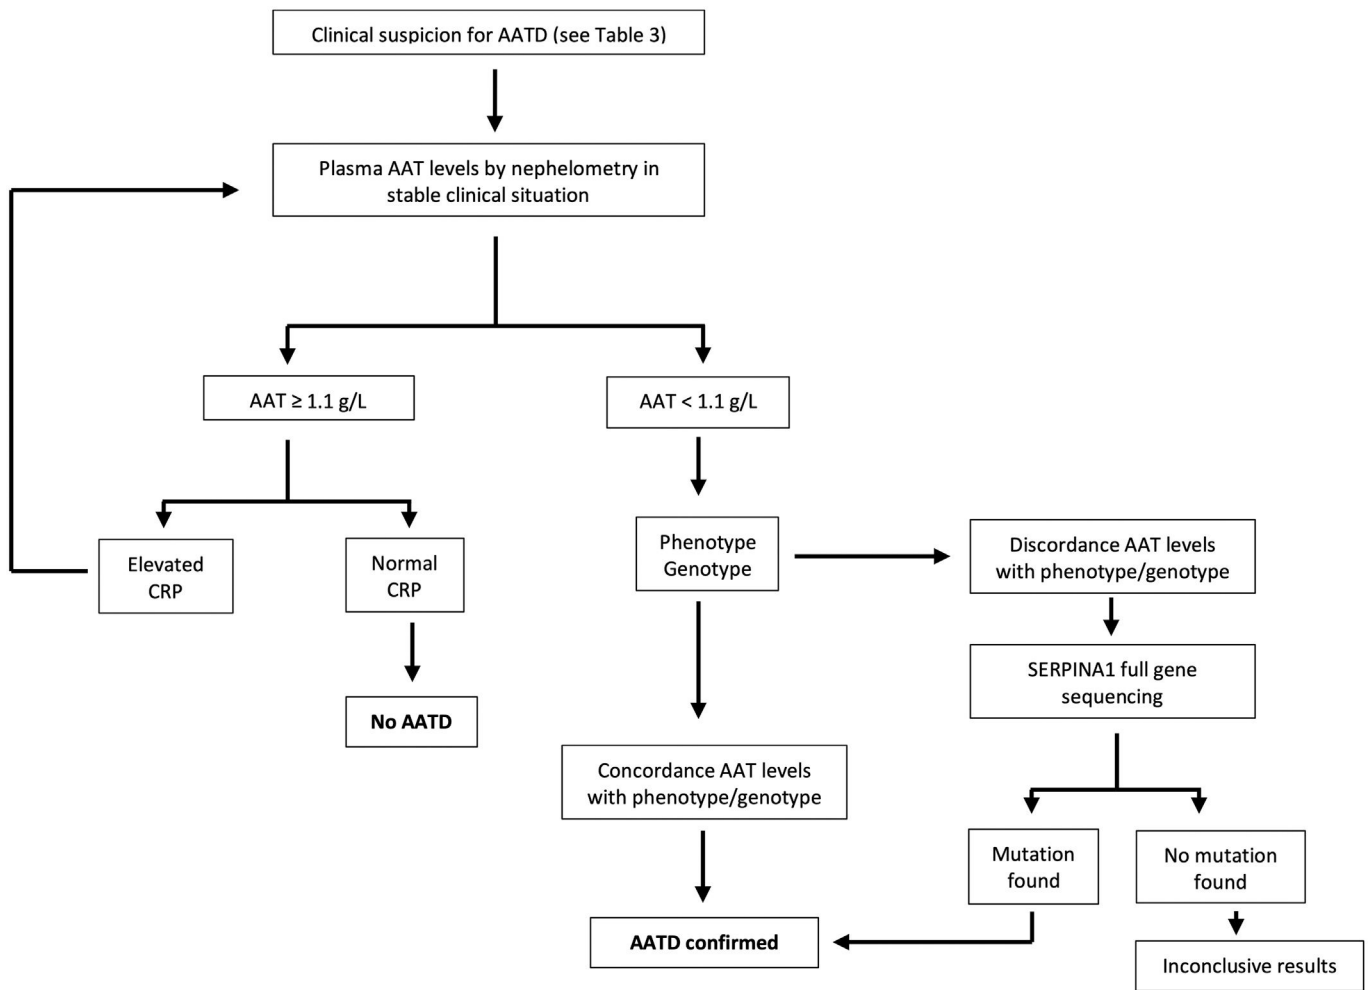 Clinical suspicion for AATD (see Table 3)
Plasma AAT levels by nephelometry in
stable clinical situation
AAT ≥ 1.1 g/L
AAT < 1.1 g/L
Elevated
CRP
Normal
CRP
No AATD
Phenotype
Genotype
Discordance AAT levels
with phenotype/genotype
SERPINA1 full gene
sequencing
Concordance AAT levels
with phenotype/genotype
Mutation
found
No mutation
found
AATD confirmed
Inconclusive results